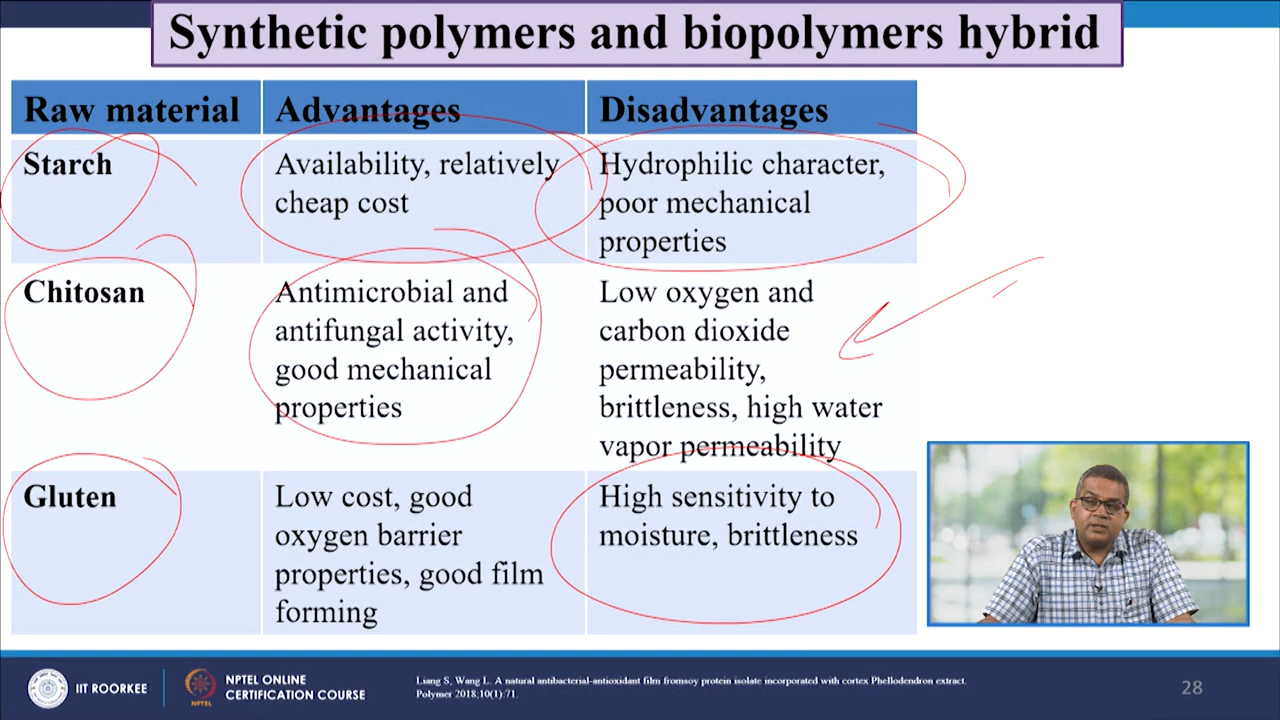 Synthetic polymers and biopolymers hybrid
Raw material
Advantages
Disadvantages
Starch
Availability, relatively
cheap cost
Hydrophilic character,
poor mechanical
properties
Chitosan
Antimicrobial and
antifungal activity,
good mechanical
properties
Low oxygen and
carbon dioxide
permeability,
brittleness, high water
vapor permeability
Gluten
Low cost, good
oxygen barrier
properties, good film
forming
High sensitivity to
moisture, brittleness
IIT ROORKEE
NPTEL
NPTEL ONLINE
CERTIFICATION COURSE
Liang S, Wang L. A natural antibacterial-antioxidant film fromsoy protein isolate incorporated with cortex Phellodendron extract.
Polymer 2018;10(1):71.
28